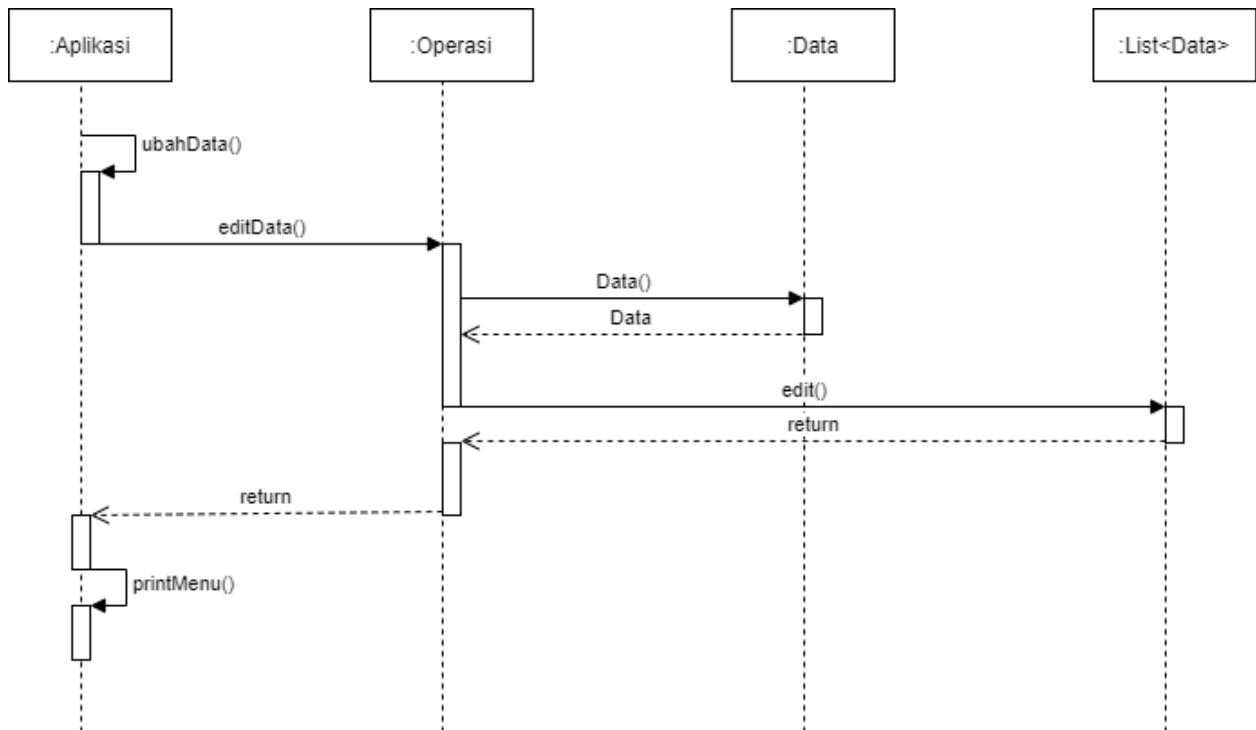 :Aplikasi
:Operasi
:Data
:List<Data>
ubahData()
editData()
Data()
Data
edit()
return
return
printMenu()